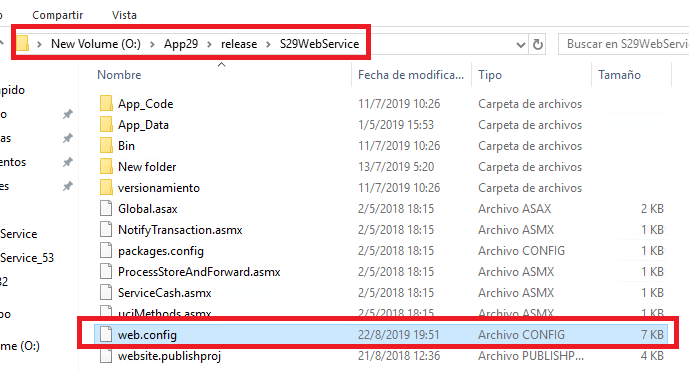 Compartir Vista
New Volume (O:) > App29 > release > S29WebService Buscar en S29WebServic
Nombre Fecha de modifica... Tipo Tamaño
App_Code 11/7/2019 10:26 Carpeta de archivos
App_Data 1/5/2019 15:53 Carpeta de archivos
Bin 11/7/2019 10:26 Carpeta de archivos
New folder 13/7/2019 5:20 Carpeta de archivos
versionamiento 11/7/2019 10:26 Carpeta de archivos
Global.asax 2/5/2018 18:15 Archivo ASAX 2 KB
NotifyTransaction.asmx 2/5/2018 18:15 Archivo ASMX 1 KB
packages.config 2/5/2018 18:15 Archivo CONFIG 1 KB
ProcessStoreAndForward.asmx 2/5/2018 18:15 Archivo ASMX 1 KB
ServiceCash.asmx 2/5/2018 18:15 Archivo ASMX 1 KB
uciMethods.asmx 2/5/2018 18:15 Archivo ASMX 1 KB
web.config 22/8/2019 19:51 Archivo CONFIG 7 KB
website.publishproj 21/8/2018 12:36 Archivo PUBLISHP... 4 KB
ápido
o
as
entos
es
Service
Service_53
32
me (O:)